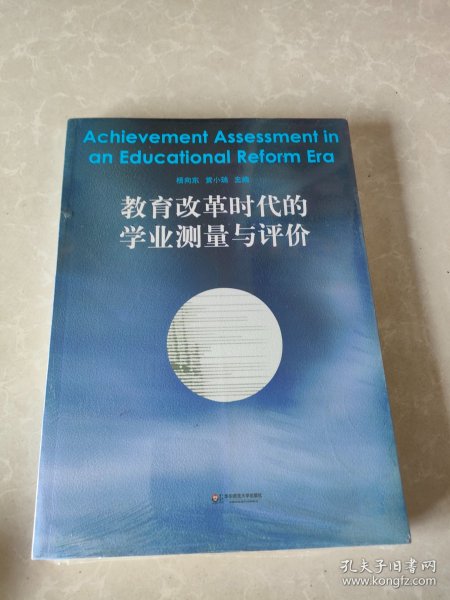 Achievement Assessment in
an Educational Reform Era
杨向东 黄小瑞 主编
教育改革时代的
学业测量与评价
华东师范大学出版社
孔夫子旧书网
www.kongfz.com